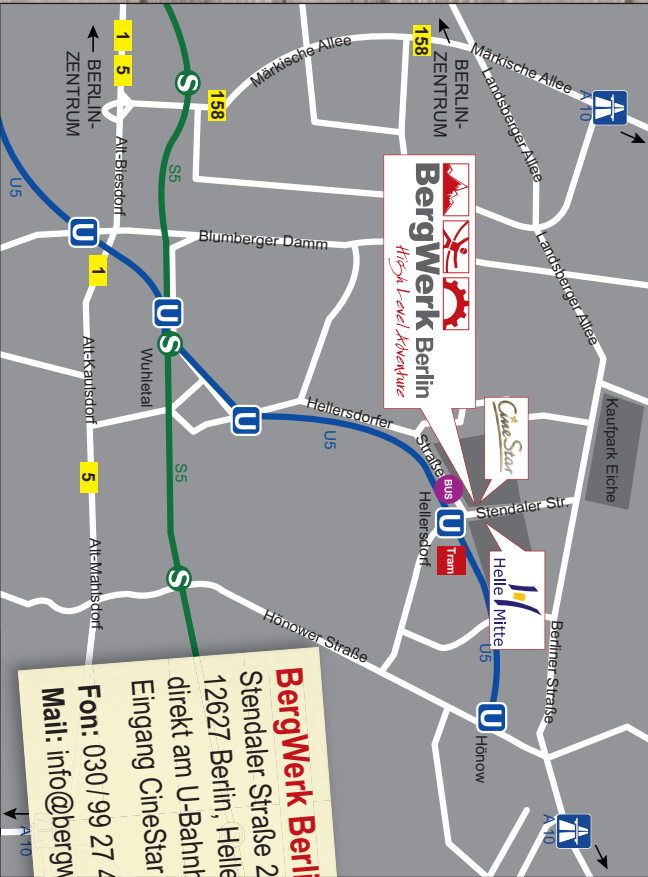 1
5
BERLIN-
ZENTRUM
158
Märkische Allee
158
BERLIN-
ZENTRUM
Märkische Allee
Landsberger Allee
A 10
S
S5
U5
Alt-Biesdorf
U
1
Blumberger Damm
Landsberger Allee
BergWerk Berlin
High Level Adventure
U
S
Wuhletal
Alt-Kaulsdorf
5
S5
U
Hellersdorfer
Straße
U5
CineStar
Kaufpark Eiche
BUS
U
Tram
Hellersdorf
Stendaler Str.
Helle Mitte
S
Alt-Mahlsdorf
Hönower Straße
U5
Berliner Straße
U
Hönow
A 10
BergWerk Berli
Stendaler Straße 2
12627 Berlin, Helle
direkt am U-Bahnh
Eingang CineStar
Fon: 030/99 27 4
Mail: info@bergw
A 10